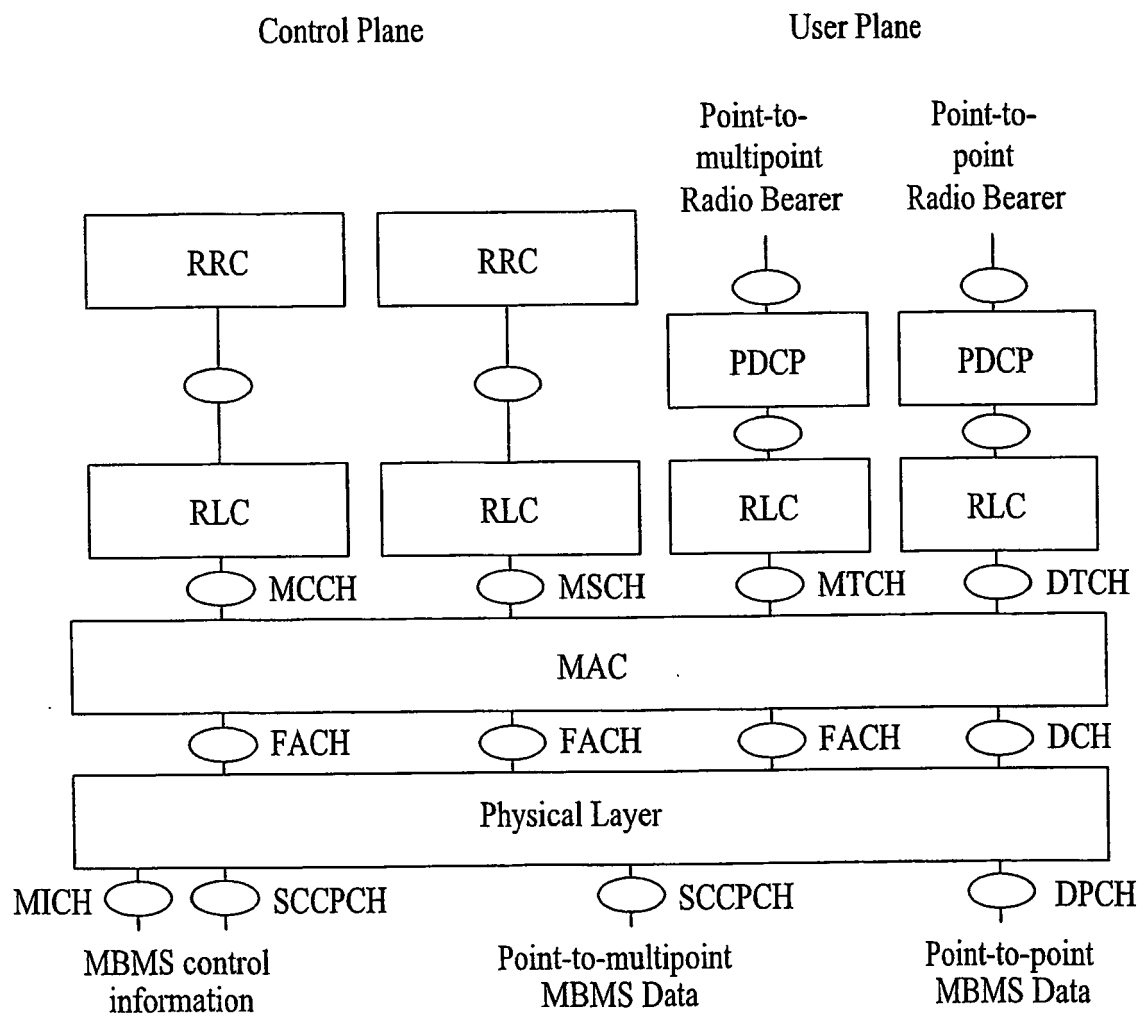 Control Plane
User Plane
Point-to-
multipoint
Radio Bearer
Point-to-
point
Radio Bearer
RRC
RRC
PDCP
PDCP
RLC
RLC
RLC
RLC
MCCH
MSCH
MTCH
DTCH
MAC
FACH
FACH
FACH
DCH
Physical Layer
MICH
SCCPCH
SCCPCH
DPCH
MBMS control
information
Point-to-multipoint
MBMS Data
Point-to-point
MBMS Data